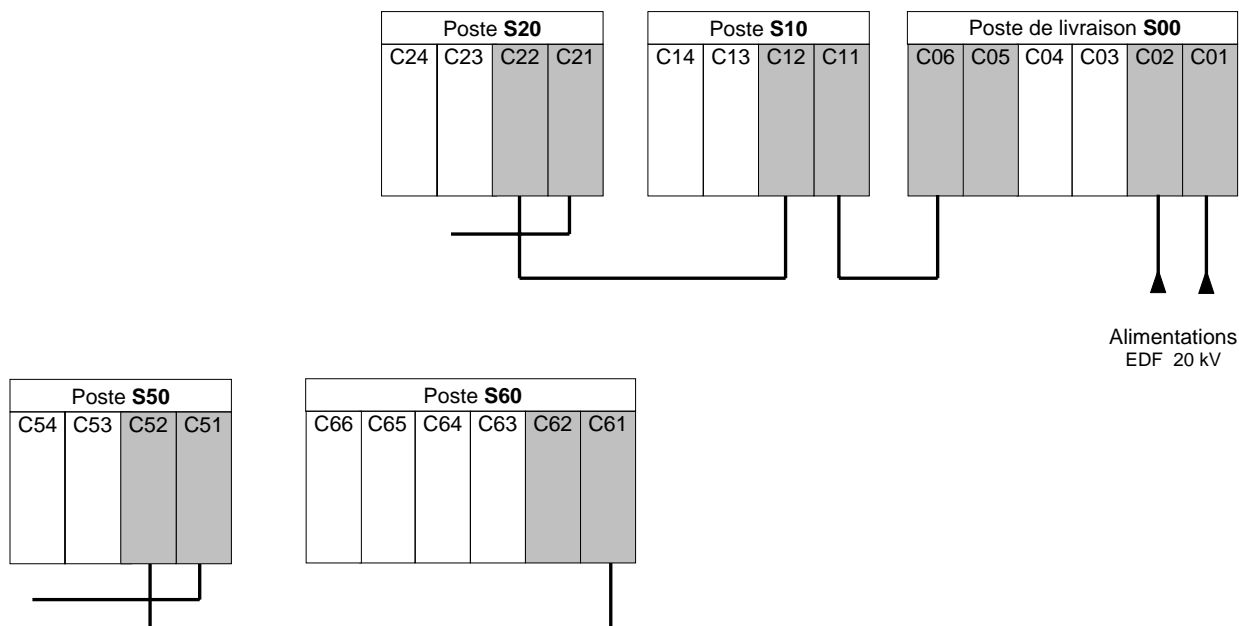 Poste S20
Poste S10
Poste de livraison S00
C24 C23 C22 C21
C14 C13 C12 C11
C06 C05 C04 C03 C02 C01
Alimentations
EDF 20 kV
Poste S50
Poste S60
C54 C53 C52 C51
C66 C65 C64 C63 C62 C61